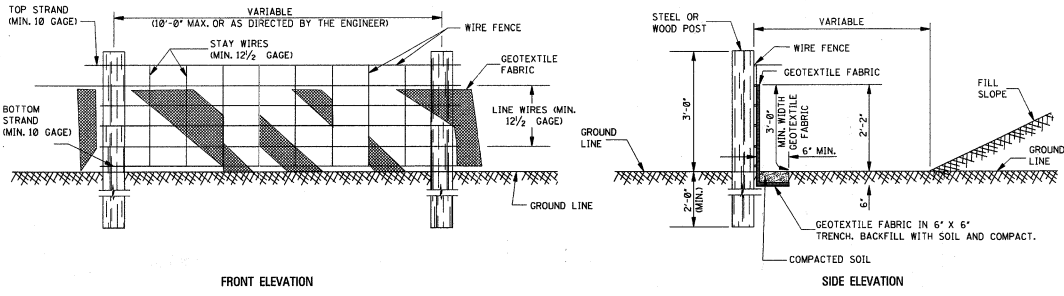 TOP STRAND
(MIN. 10 GAGE)
VARIABLE
(10'-0" MAX. OR AS DIRECTED BY THE ENGINEER)
WIRE FENCE
STAY WIRES
(MIN. 12 1/2 GAGE)
GEOTEXTILE
FABRIC
BOTTOM
STRAND
(MIN. 10 GAGE)
LINE WIRES (MIN.
12 1/2 GAGE)
GROUND LINE
FRONT ELEVATION
STEEL OR
WOOD POST
VARIABLE
WIRE FENCE
GEOTEXTILE FABRIC
FILL
SLOPE
3'-0"
3'-0"
MIN. WIDTH
GEOTEXTILE
FABRIC
2'-2"
6" MIN.
GROUND
LINE
GROUND
LINE
2'-0"
(MIN.)
6"
GEOTEXTILE FABRIC IN 6" X 6"
TRENCH. BACKFILL WITH SOIL AND COMPACT.
COMPACTED SOIL
SIDE ELEVATION